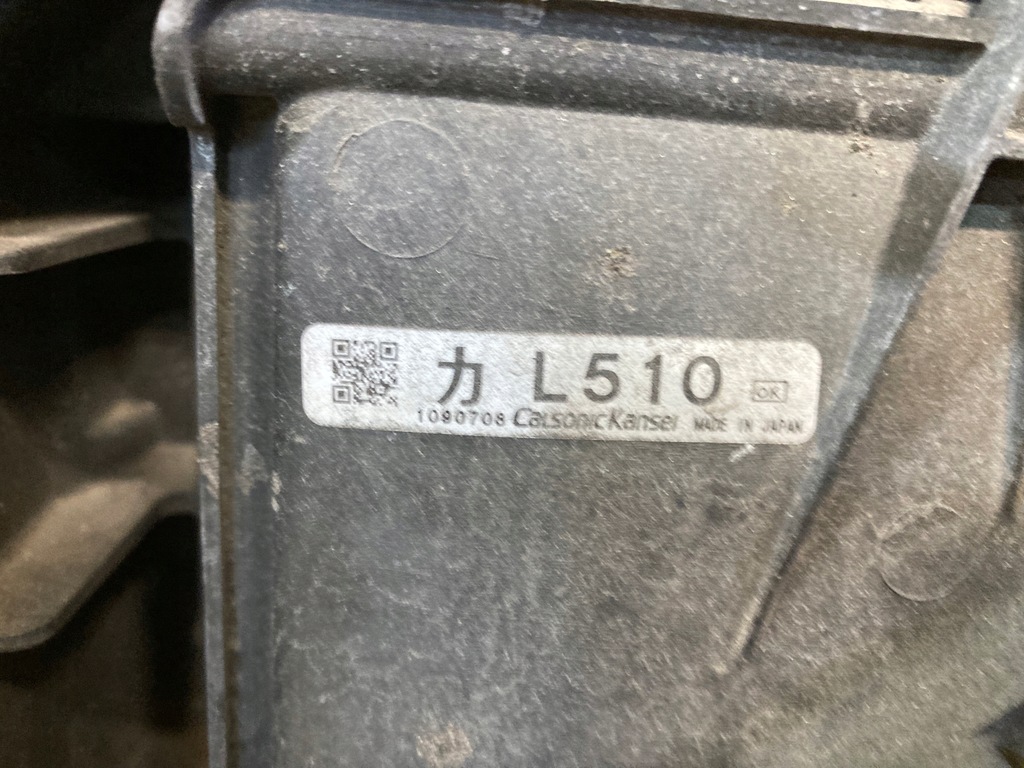 カ L510 OK
1090708 CalsonicKansei MADE IN JAPAN